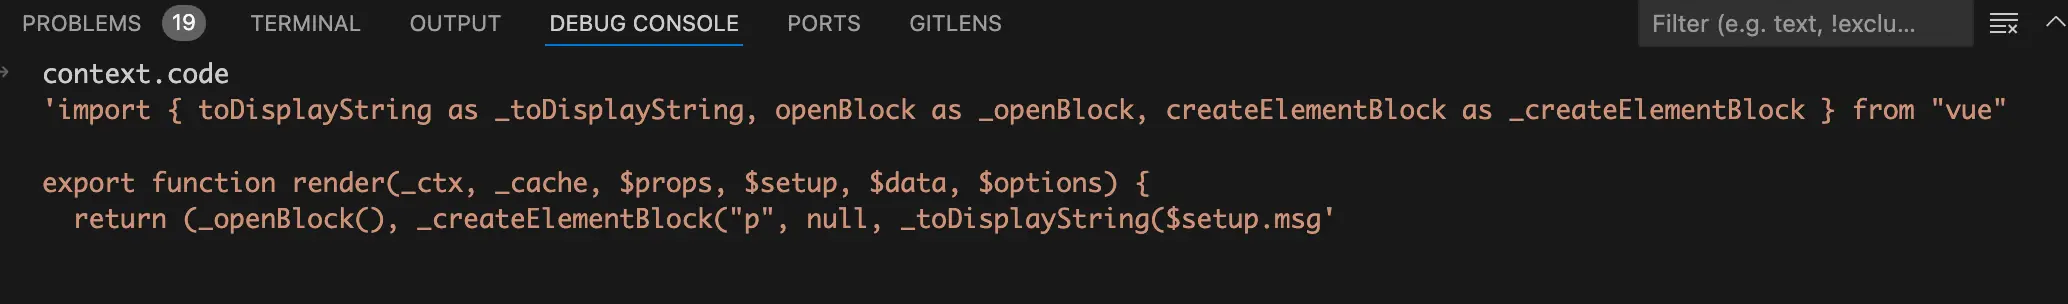 PROBLEMS 19 TERMINAL OUTPUT DEBUG CONSOLE PORTS GITLENS Filter (e.g. text, !exclu...
context.code
'import { toDisplayString as _toDisplayString, openBlock as _openBlock, createElementBlock as _createElementBlock } from "vue"
export function render(_ctx, _cache, $props, $setup, $data, $options) {
  return (_openBlock(), _createElementBlock("p", null, _toDisplayString($setup.msg'